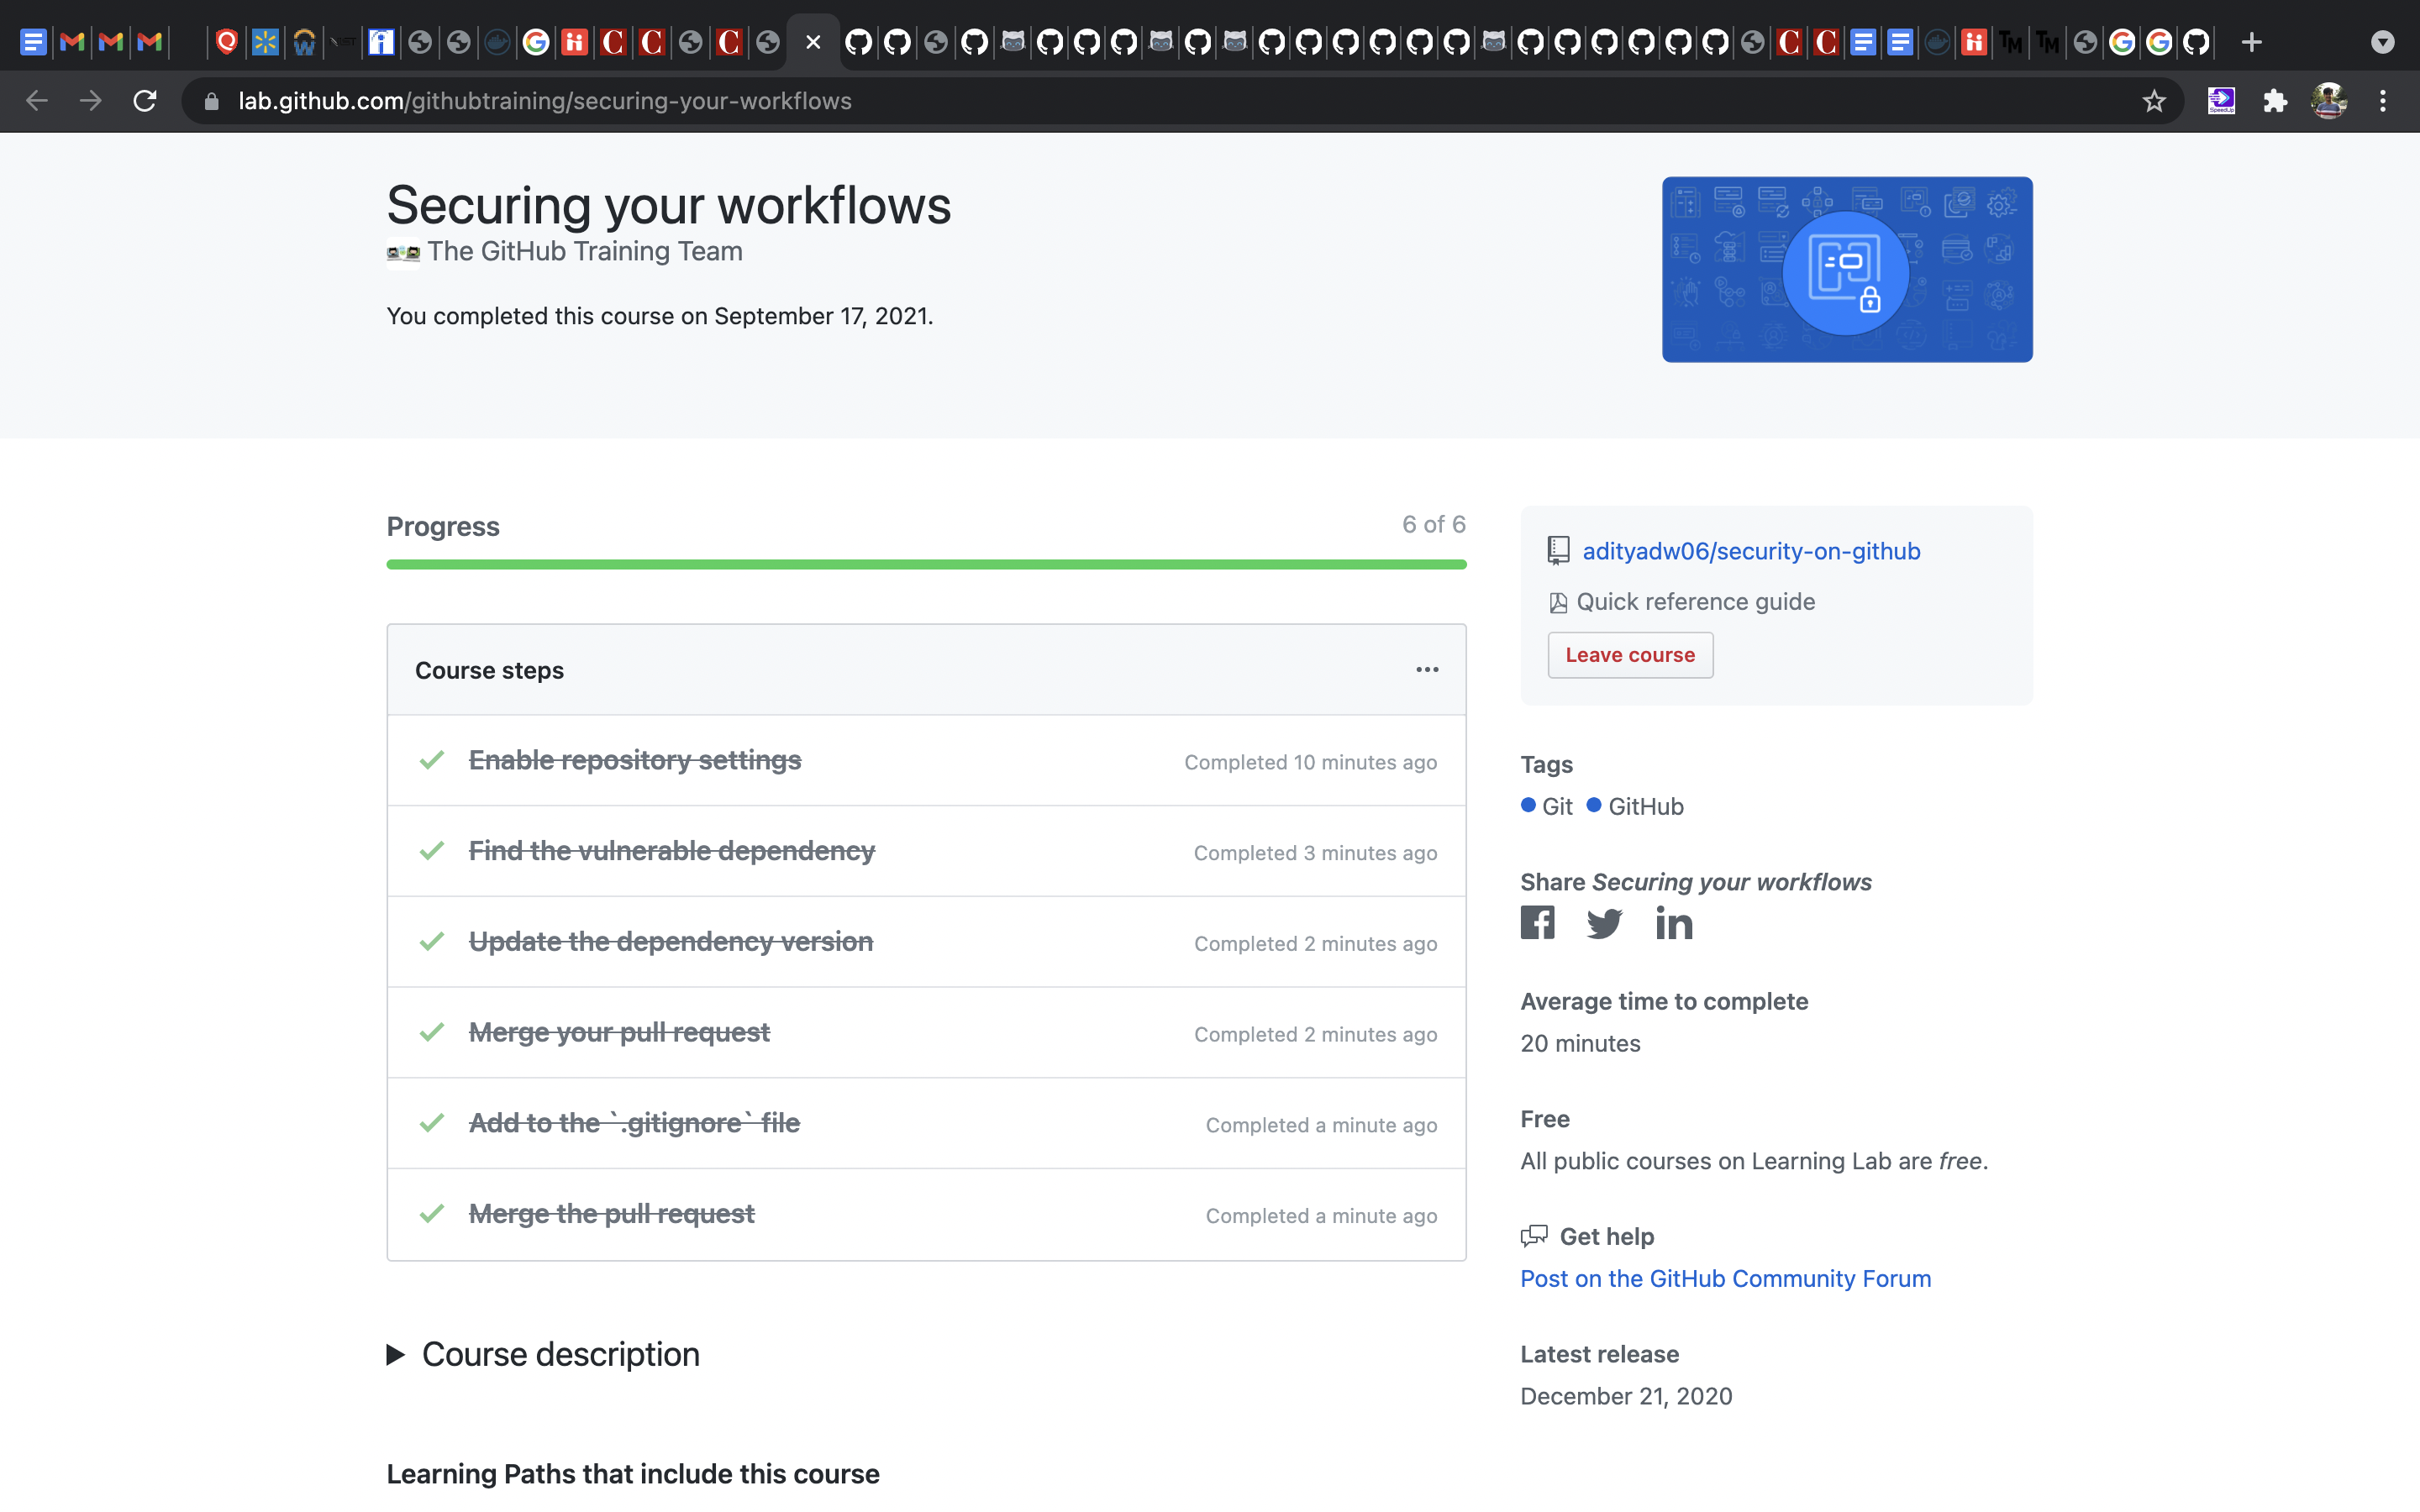 lab.github.com/githubtraining/securing-your-workflows
Securing your workflows
The GitHub Training Team
You completed this course on September 17, 2021.
Progress
6 of 6
Course steps
Enable repository settings
Completed 10 minutes ago
Find the vulnerable dependency
Completed 3 minutes ago
Update the dependency version
Completed 2 minutes ago
Merge your pull request
Completed 2 minutes ago
Add to the `.gitignore` file
Completed a minute ago
Merge the pull request
Completed a minute ago
Course description
Learning Paths that include this course
adityadw06/security-on-github
Quick reference guide
Leave course
Tags
Git GitHub
Share Securing your workflows
Average time to complete
20 minutes
Free
All public courses on Learning Lab are free.
Get help
Post on the GitHub Community Forum
Latest release
December 21, 2020